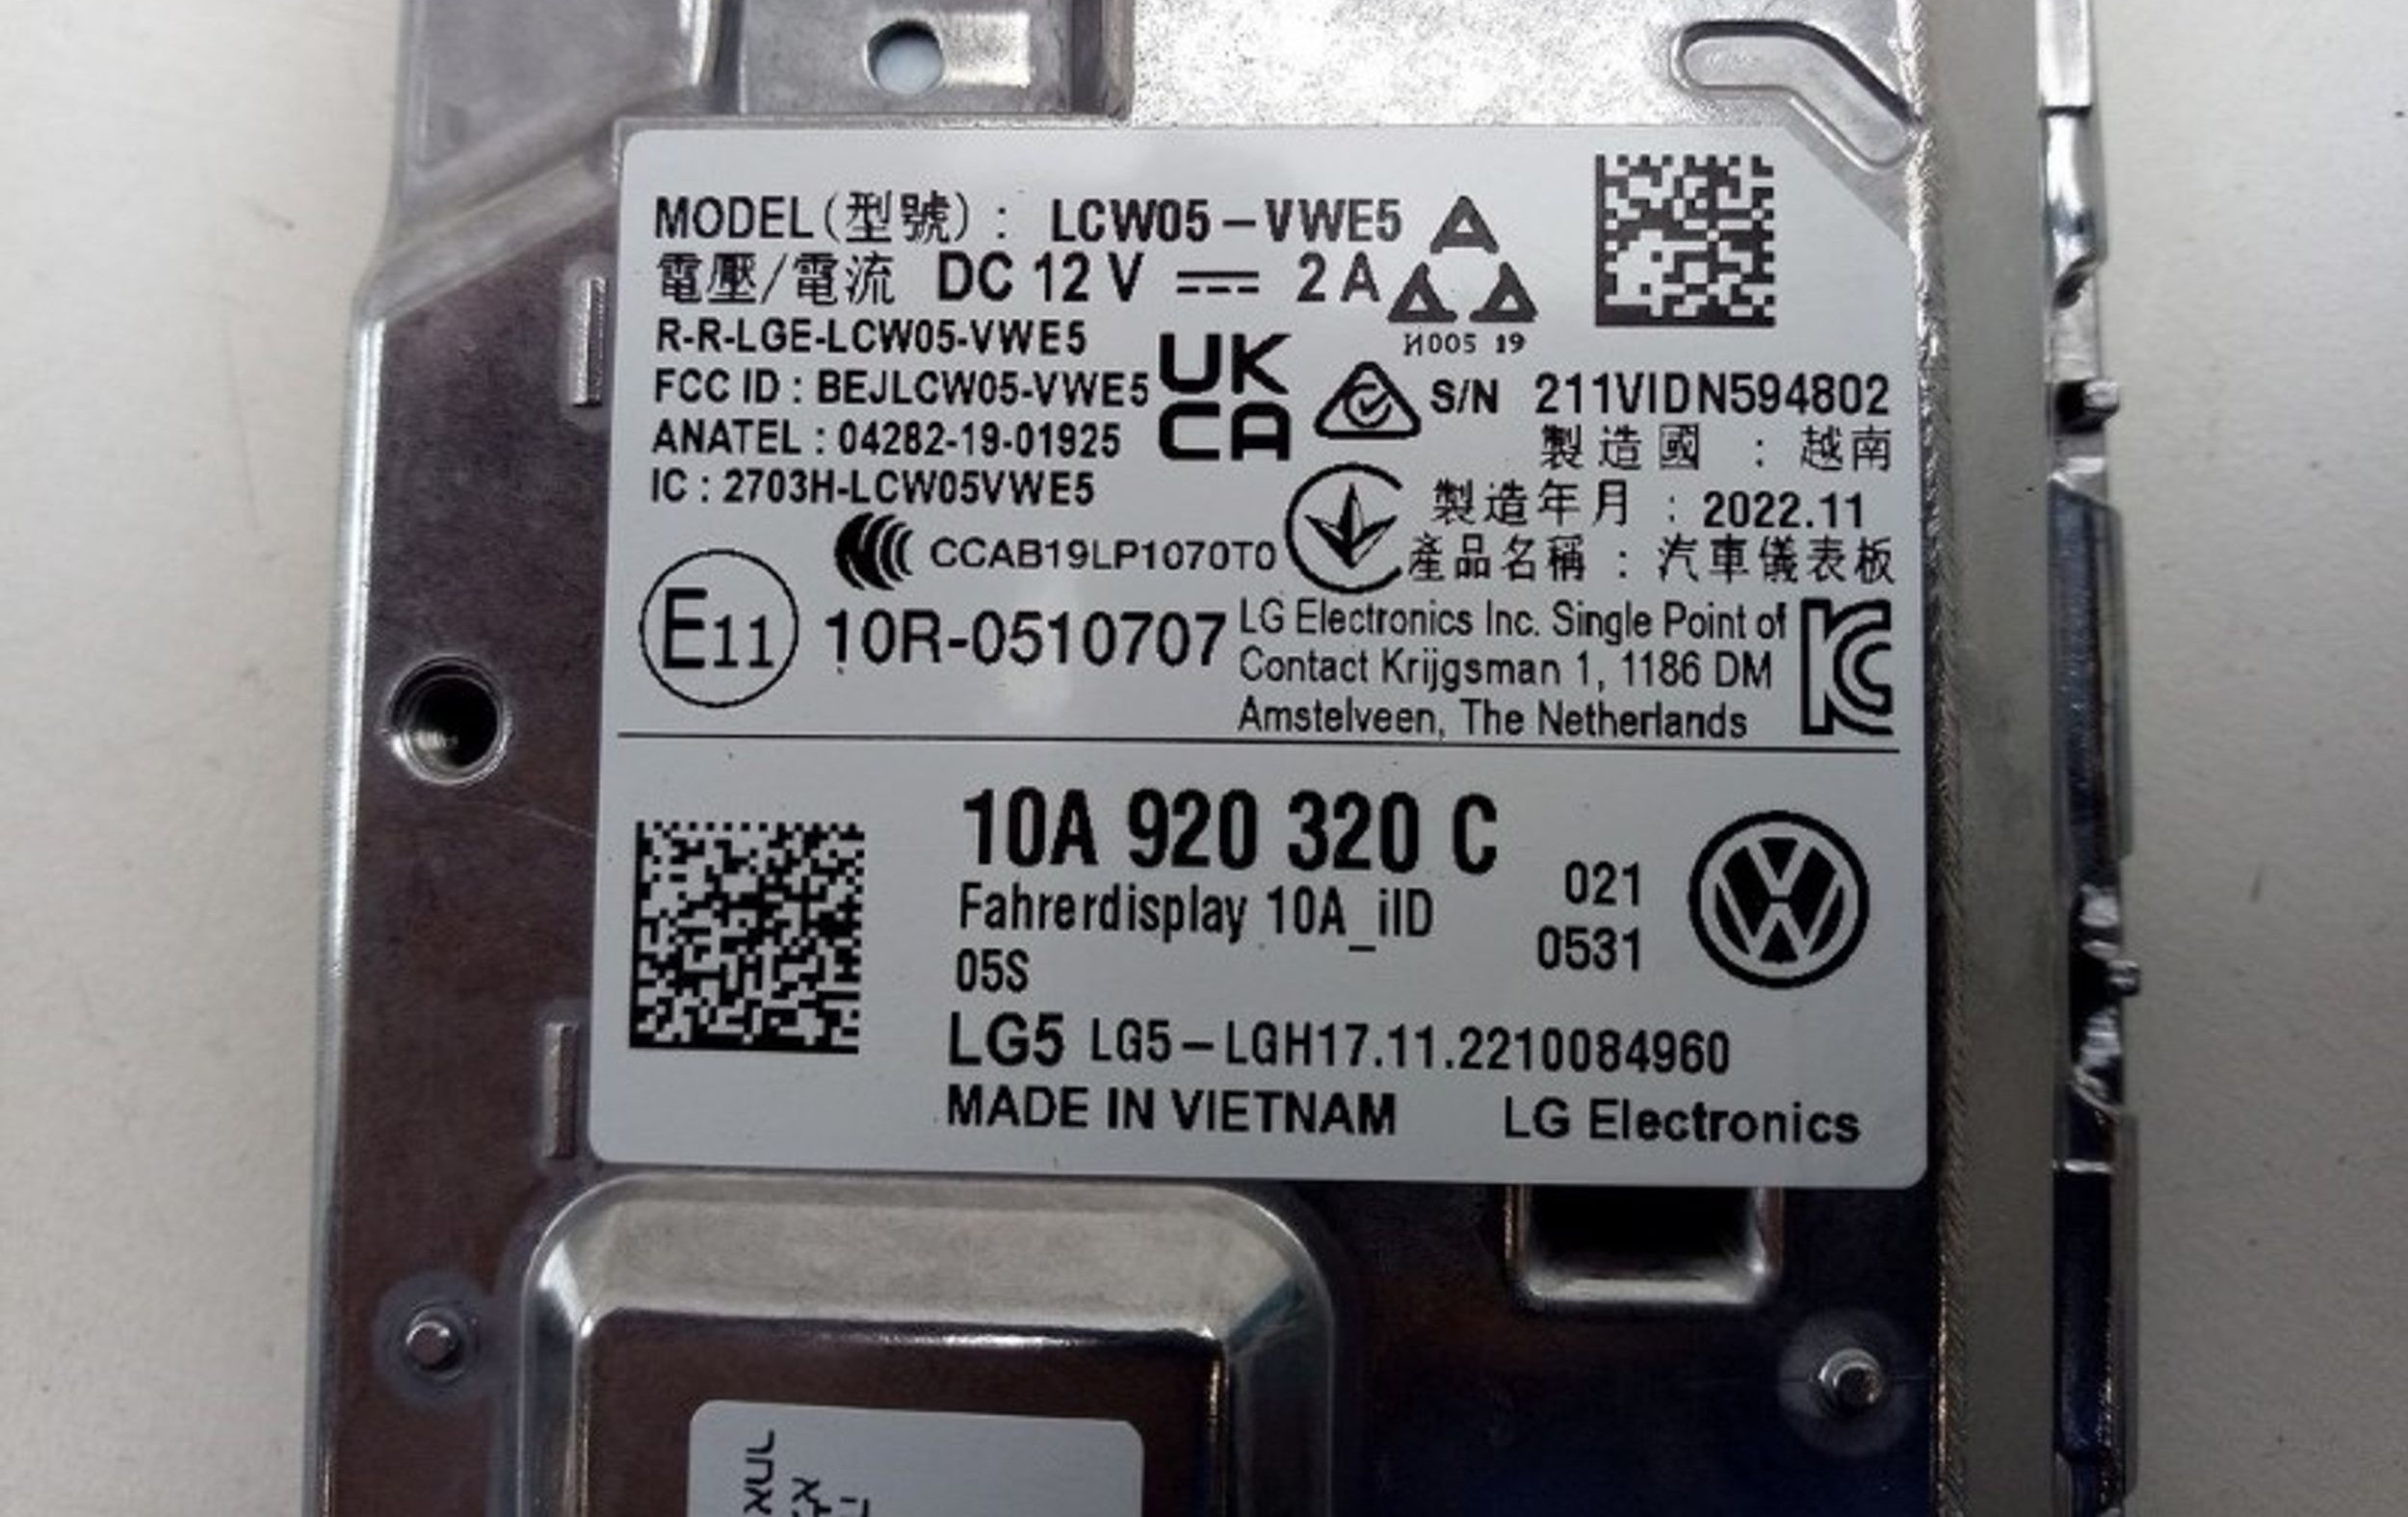 MODEL(型號) : LCW05-VWE5
電壓/電流 DC 12 V ⎓ 2 A
R-R-LGE-LCW05-VWE5
FCC ID : BEJLCW05-VWE5
ANATEL : 04282-19-01925
IC : 2703H-LCW05VWE5
UK
CA
И005 19
S/N 211VIDN594802
製造國 : 越南
製造年月 : 2022.11
產品名稱 : 汽車儀表板
CCAB19LP1070T0
E11 10R-0510707
LG Electronics Inc. Single Point of
Contact Krijgsman 1, 1186 DM
Amstelveen, The Netherlands
10A 920 320 C
Fahrerdisplay 10A_iID
05S
021
0531
LG5 LG5-LGH17.11.2210084960
MADE IN VIETNAM LG Electronics